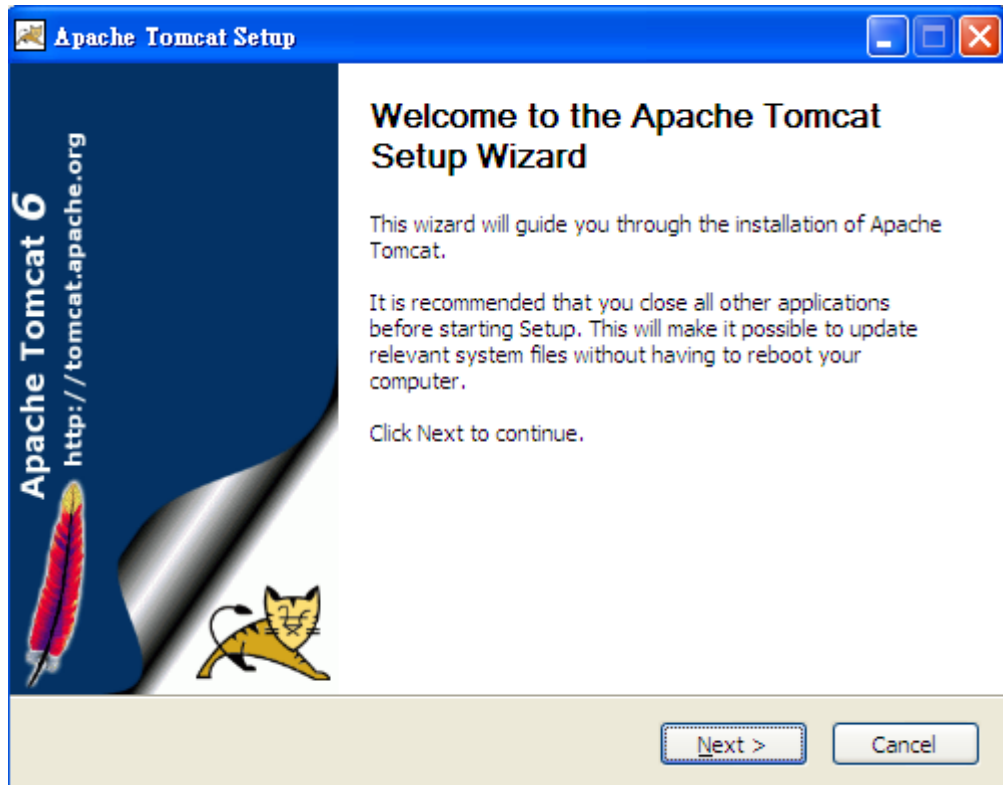 Apache Tomcat Setup
Apache Tomcat 6
http://tomcat.apache.org
Welcome to the Apache Tomcat
Setup Wizard
This wizard will guide you through the installation of Apache
Tomcat.
It is recommended that you close all other applications
before starting Setup. This will make it possible to update
relevant system files without having to reboot your
computer.
Click Next to continue.
Next >
Cancel